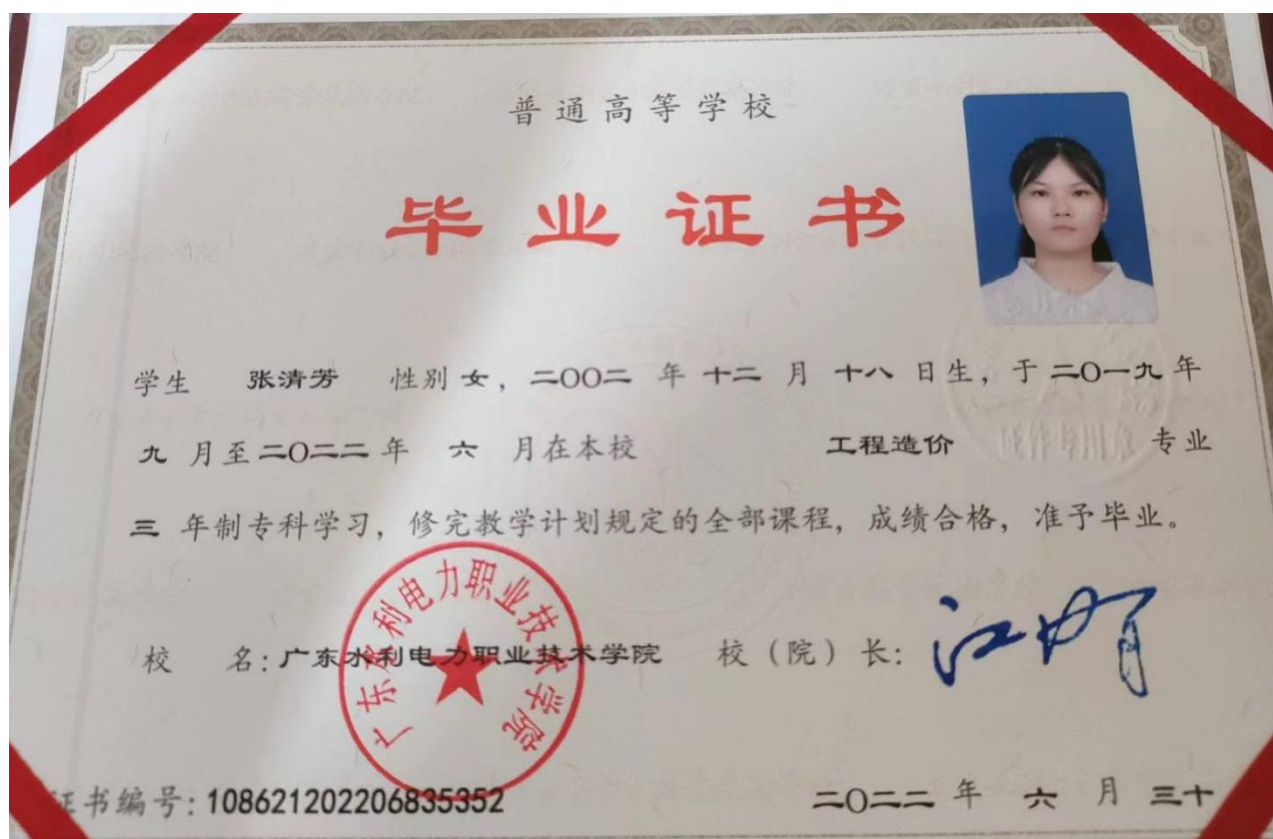 普通高等学校
毕业证书
学生 张清芳 性别 女，二〇〇二 年 十二 月 十八 日生，于 二〇一九 年
九 月至 二〇二二 年 六 月在本校 工程造价 专业
三 年制专科学习，修完教学计划规定的全部课程，成绩合格，准予毕业。
校 名：广东水利电力职业技术学院 校（院）长：
广东水利电力职业技术学院
证书编号：108621202206835352 二〇二二 年 六 月 三十